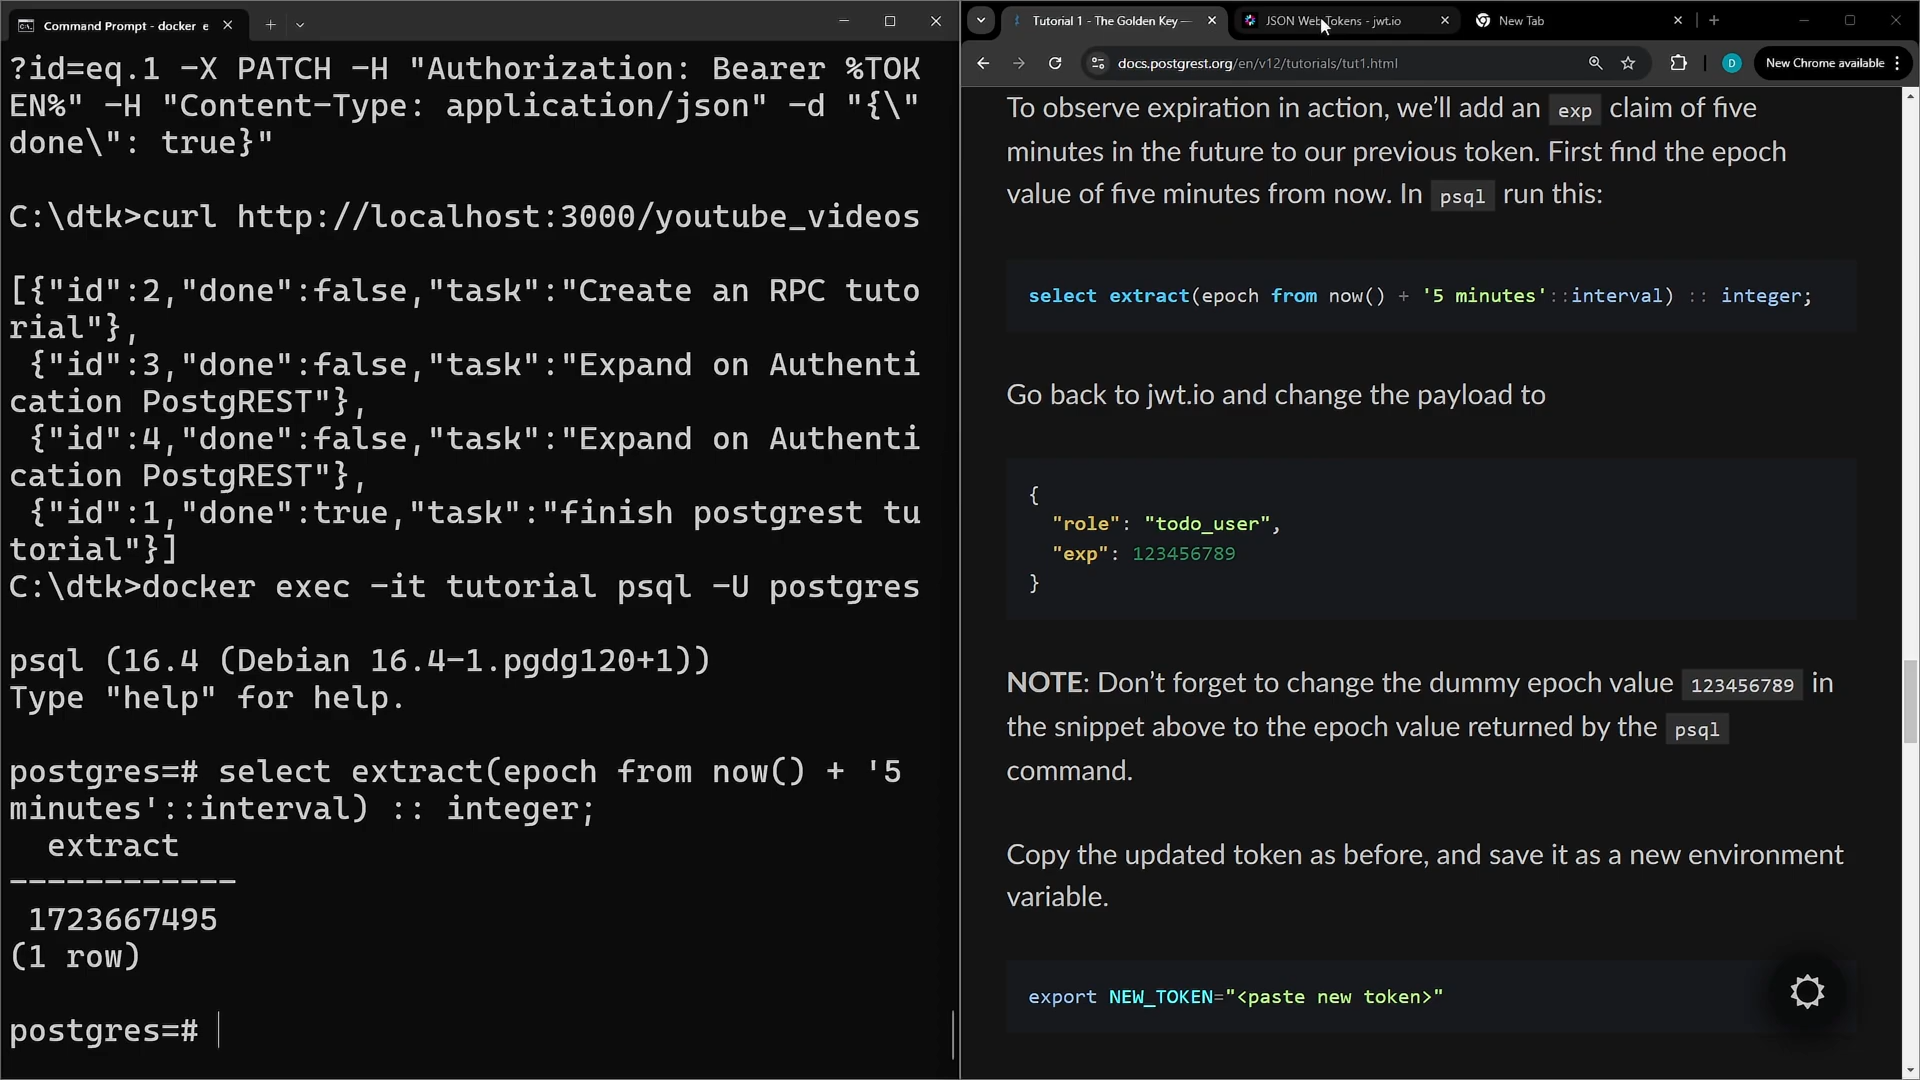 Command Prompt - docker e
?id=eq.1 -X PATCH -H "Authorization: Bearer %TOK
EN%" -H "Content-Type: application/json" -d "{\"
done\": true}"
C:\dtk>curl http://localhost:3000/youtube_videos
[{"id":2,"done":false,"task":"Create an RPC tuto
rial"},
{"id":3,"done":false,"task":"Expand on Authenti
cation PostgREST"},
{"id":4,"done":false,"task":"Expand on Authenti
cation PostgREST"},
{"id":1,"done":true,"task":"finish postgrest tu
torial"}]
C:\dtk>docker exec -it tutorial psql -U postgres
psql (16.4 (Debian 16.4-1.pgdg120+1))
Type "help" for help.
postgres=# select extract(epoch from now() + '5
minutes'::interval) :: integer;
extract
------------
1723667495
(1 row)
postgres=#
Tutorial 1 - The Golden Key —
JSON Web Tokens - jwt.io
New Tab
docs.postgrest.org/en/v12/tutorials/tut1.html
D
New Chrome available
To observe expiration in action, we’ll add an exp claim of five
minutes in the future to our previous token. First find the epoch
value of five minutes from now. In psql run this:
select extract(epoch from now() + '5 minutes'::interval) :: integer;
Go back to jwt.io and change the payload to
{
"role": "todo_user",
"exp": 123456789
}
NOTE: Don’t forget to change the dummy epoch value 123456789 in
the snippet above to the epoch value returned by the psql
command.
Copy the updated token as before, and save it as a new environment
variable.
export NEW_TOKEN="<paste new token>"